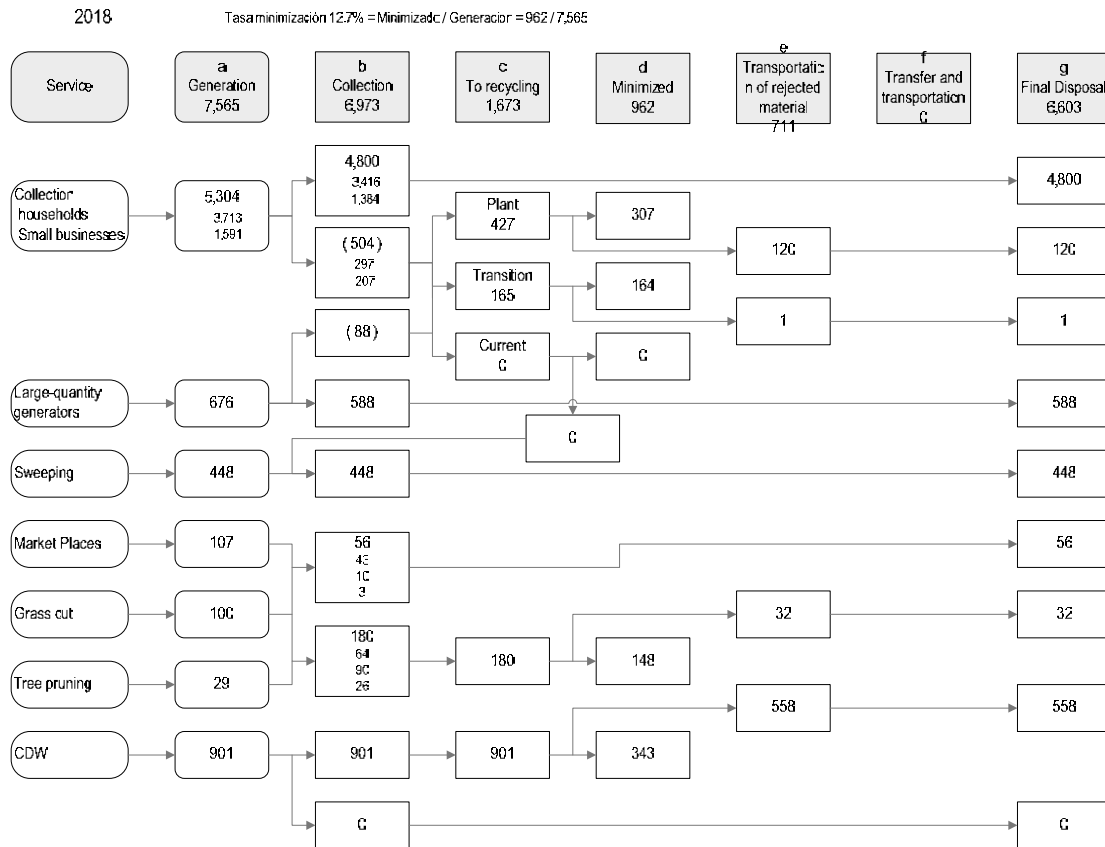 2018
Tasa minimización 12.7% = Minimizado / Generacion = 962 / 7,565
Service
a
Generation
7,565
b
Collection
6,973
c
To recycling
1,673
d
Minimized
962
e
Transportatio
n of rejected
material
711
f
Transfer and
transportation
0
g
Final Disposal
6,603
Collection
households
Small businesses
5,304
3,713
1,591
4,800
3,416
1,384
4,800
(504)
297
207
Plant
427
307
120
120
Transition
165
164
1
1
(88)
Current
0
0
Large-quantity
generators
676
588
588
0
Sweeping
448
448
448
Market Places
107
56
43
10
3
56
Grass cut
100
32
32
180
64
90
26
180
148
Tree pruning
29
558
558
CDW
901
901
901
343
0
0